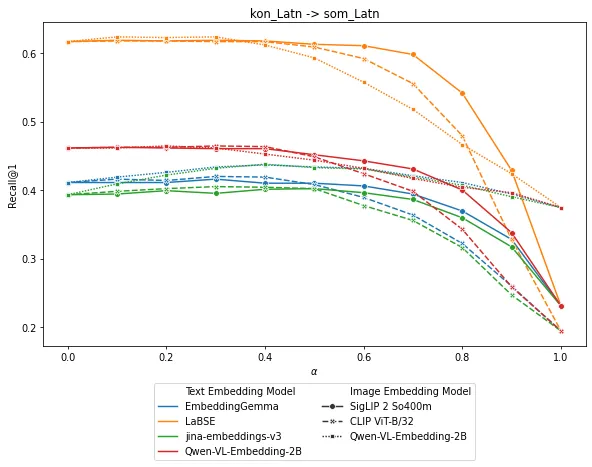 kon_Latn -> som_Latn
Recall@1
0.6
0.5
0.4
0.3
0.2
0.0 0.2 0.4 0.6 0.8 1.0
α
Text Embedding Model Image Embedding Model
EmbeddingGemma SigLIP 2 So400m
LaBSE CLIP ViT-B/32
jina-embeddings-v3 Qwen-VL-Embedding-2B
Qwen-VL-Embedding-2B